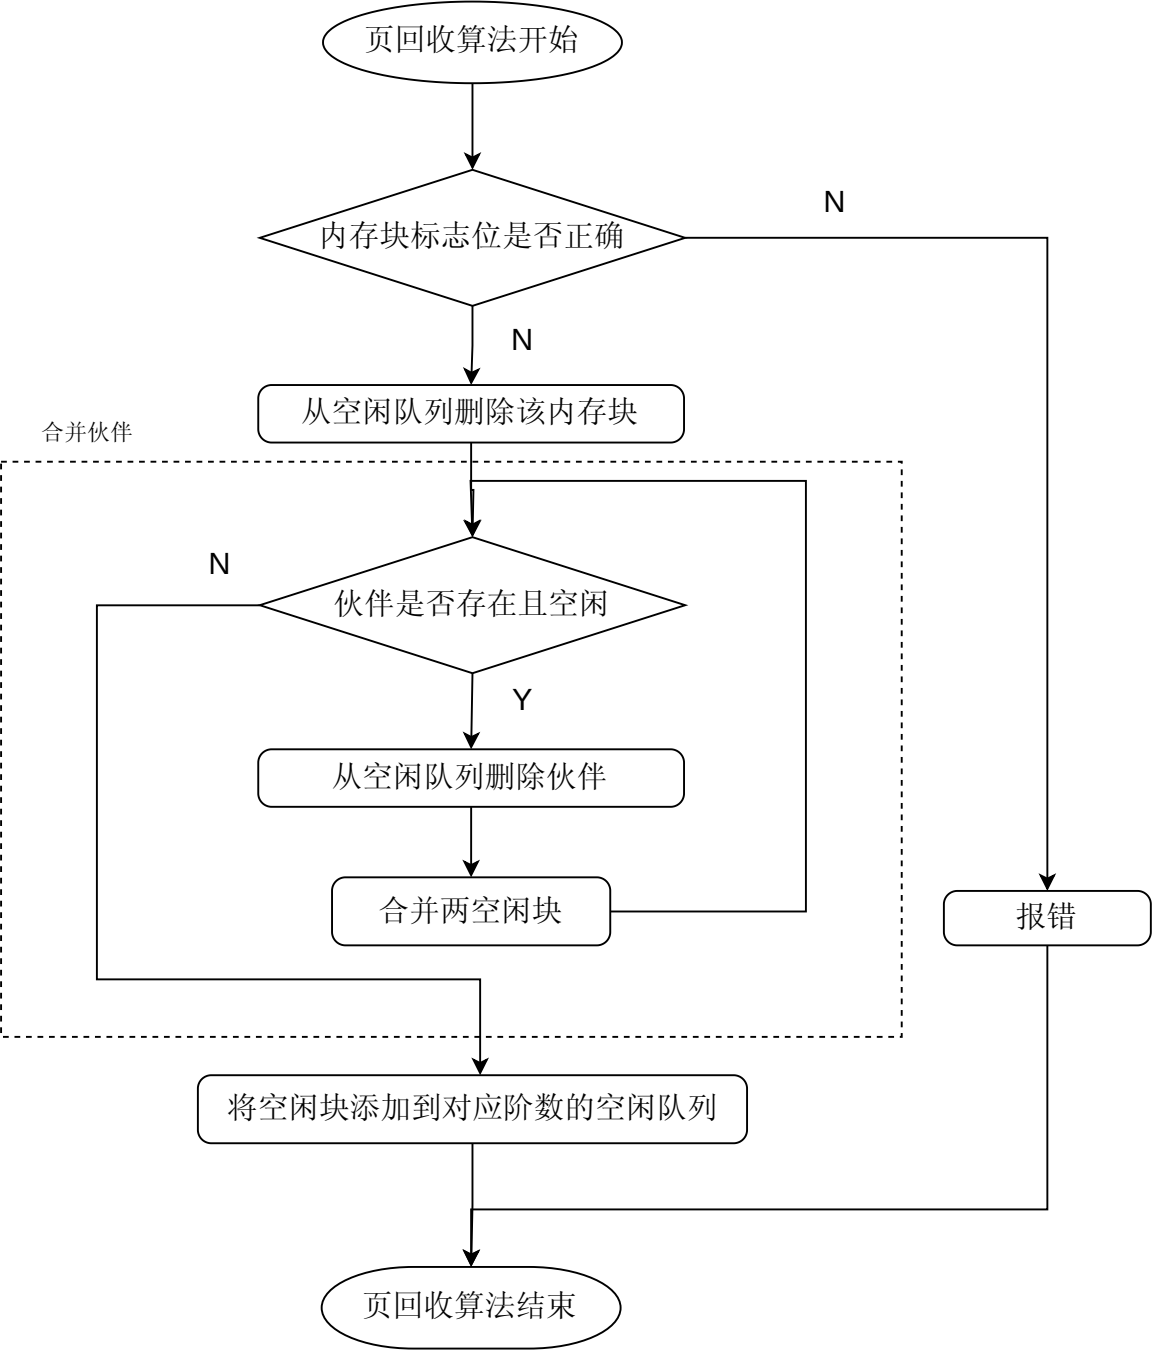 页回收算法开始
N
内存块标志位是否正确
N
从空闲队列删除该内存块
合并伙伴
N
伙伴是否存在且空闲
Y
从空闲队列删除伙伴
合并两空闲块
报错
将空闲块添加到对应阶数的空闲队列
页回收算法结束